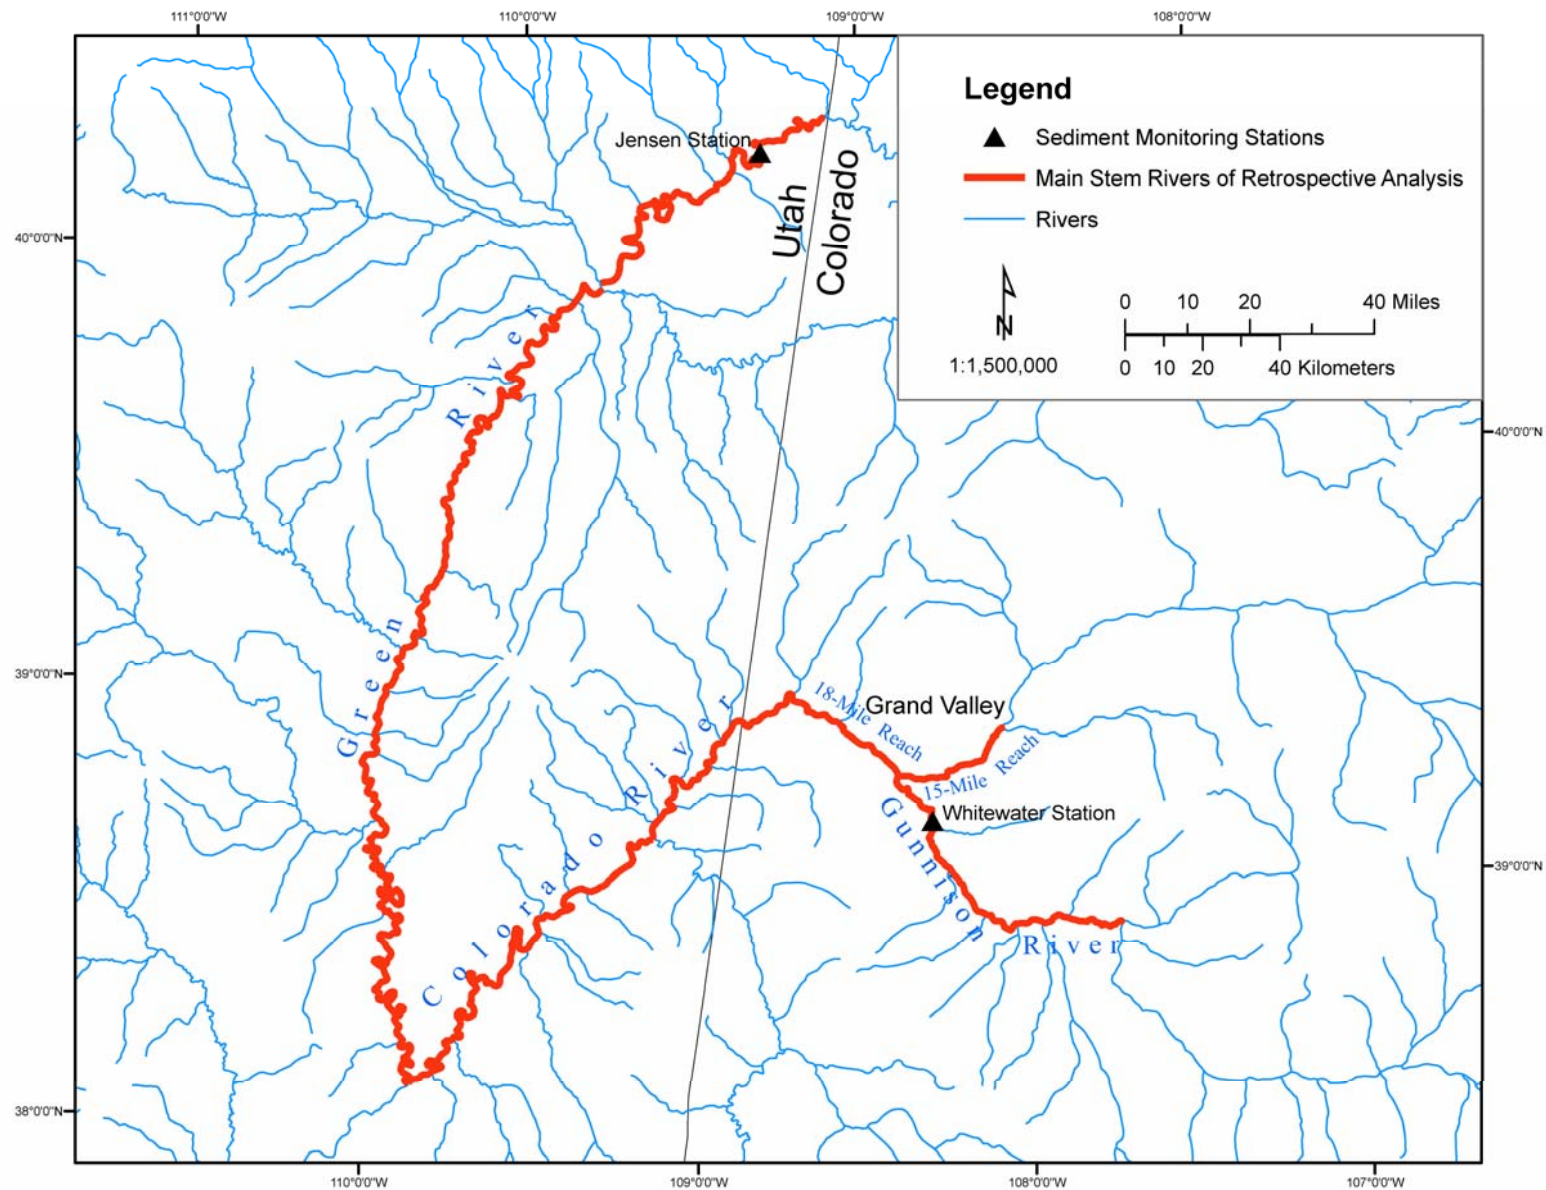 111°0'0"W
110°0'0"W
109°0'0"W
108°0'0"W
Legend
Sediment Monitoring Stations
Main Stem Rivers of Retrospective Analysis
Rivers
N
1:1,500,000
0 10 20 40 Miles
0 10 20 40 Kilometers
Jensen Station
Utah
Colorado
40°0'0"N
40°0'0"N
Green River
39°0'0"N
39°0'0"N
18-Mile Reach
Grand Valley
15-Mile Reach
Whitewater Station
Gunnison River
Colorado River
38°0'0"N
110°0'0"W
109°0'0"W
108°0'0"W
107°0'0"W